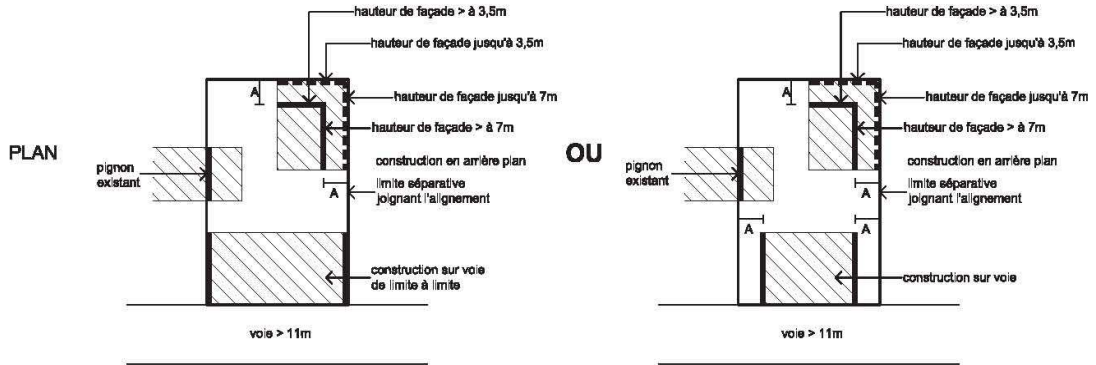 hauteur de façade > à 3,5m
hauteur de façade jusqu'à 3,5m
A
hauteur de façade jusqu'à 7m
hauteur de façade > à 7m
PLAN
pignon
existant
construction en arrière plan
A
limite séparative
joignant l'alignement
construction sur voie
de limite à limite
voie > 11m
OU
hauteur de façade > à 3,5m
hauteur de façade jusqu'à 3,5m
A
hauteur de façade jusqu'à 7m
hauteur de façade > à 7m
pignon
existant
construction en arrière plan
A
limite séparative
joignant l'alignement
A
A
construction sur voie
voie > 11m